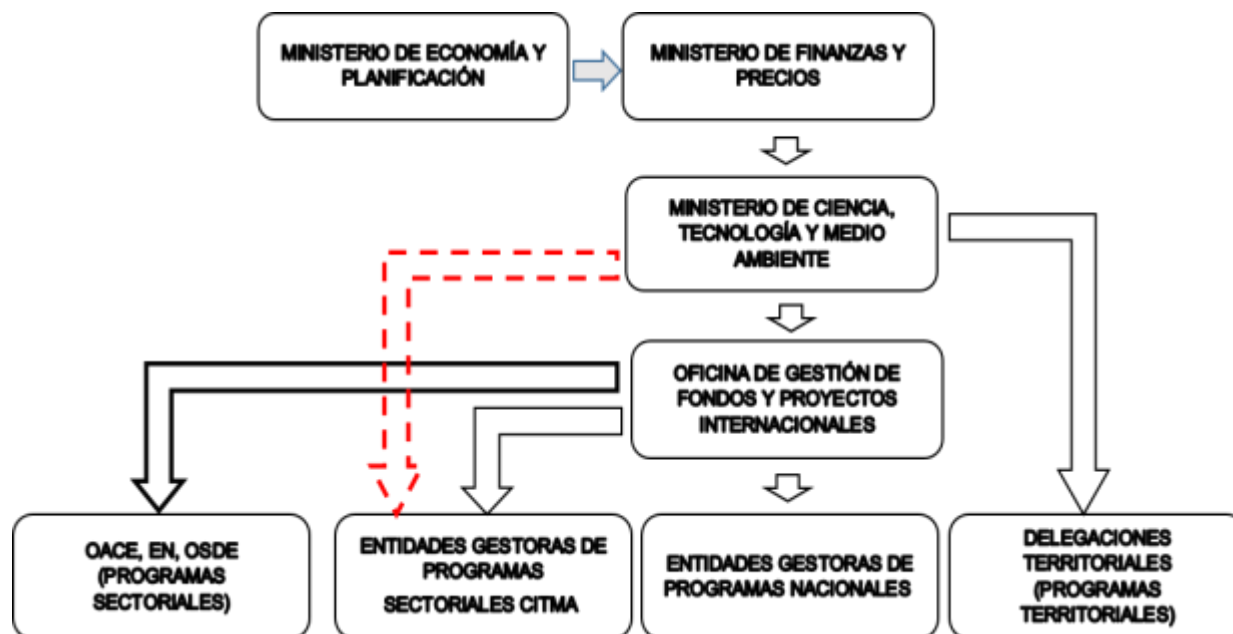 MINISTERIO DE ECONOMÍA Y
PLANIFICACIÓN
MINISTERIO DE FINANZAS Y
PRECIOS
MINISTERIO DE CIENCIA,
TECNOLOGÍA Y MEDIO
AMBIENTE
OFICINA DE GESTIÓN DE
FONDOS Y PROYECTOS
INTERNACIONALES
OACE, EN, OSDE
(PROGRAMAS
SECTORIALES)
ENTIDADES GESTORAS DE
PROGRAMAS
SECTORIALES CITMA
ENTIDADES GESTORAS DE
PROGRAMAS NACIONALES
DELEGACIONES
TERRITORIALES
(PROGRAMAS
TERRITORIALES)